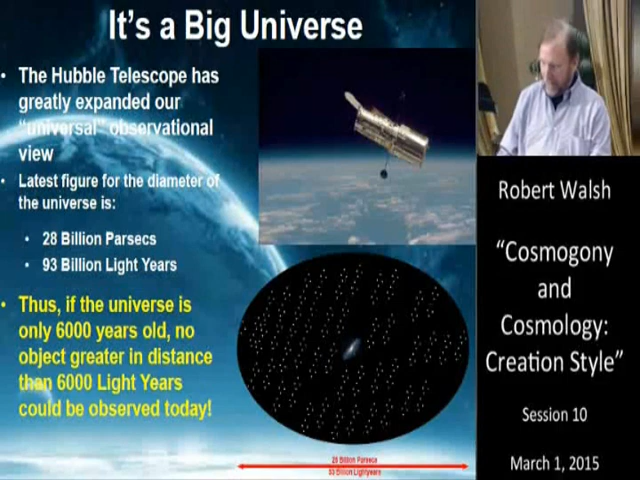 It's a Big Universe
• The Hubble Telescope has
greatly expanded our
"universal" observational
view
• Latest figure for the diameter of
the universe is:
• 28 Billion Parsecs
• 93 Billion Light Years
• Thus, if the universe is
only 6000 years old, no
object greater in distance
than 6000 Light Years
could be observed today!
28 Billion Parsecs
93 Billion Lightyears
Robert Walsh
"Cosmogony
and
Cosmology:
Creation Style"
Session 10
March 1, 2015